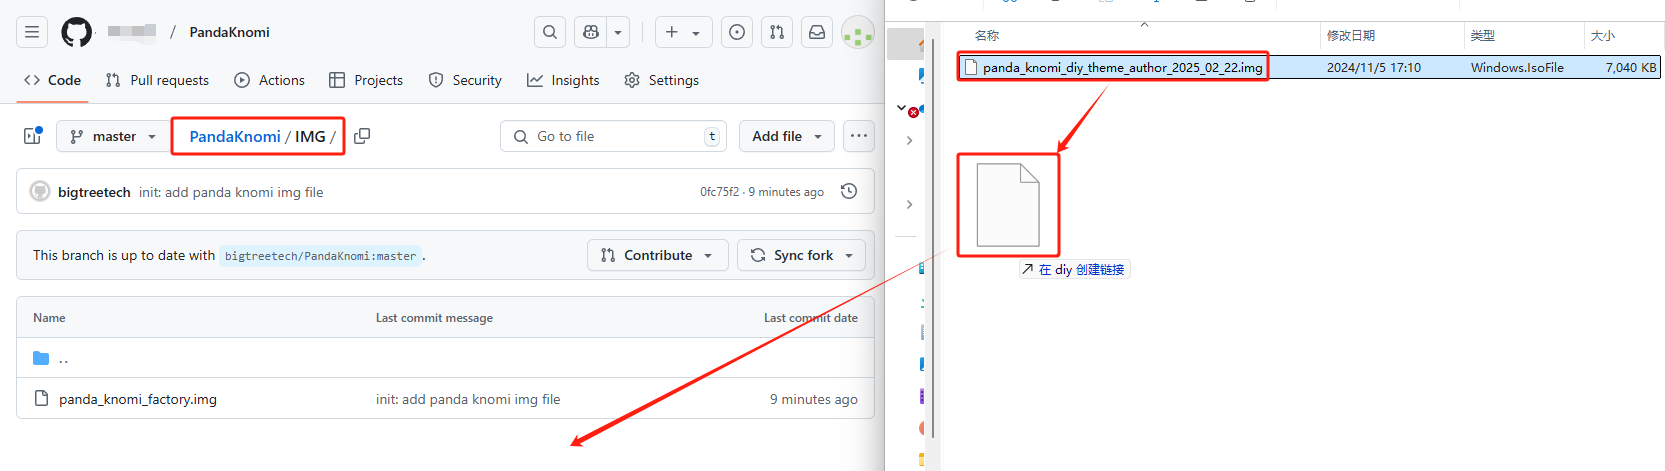 / PandaKnomi
Code
Pull requests
Actions
Projects
Security
Insights
Settings
master
PandaKnomi / IMG /
Go to file
t
Add file
bigtreetech init: add panda knomi img file
0fc75f2 · 9 minutes ago
This branch is up to date with bigtreetech/PandaKnomi:master .
Contribute
Sync fork
Name
Last commit message
Last commit date
..
panda_knomi_factory.img
init: add panda knomi img file
9 minutes ago
名称
修改日期
类型
大小
panda_knomi_diy_theme_author_2025_02_22.img
2024/11/5 17:10
Windows.IsoFile
7,040 KB
在 diy 创建链接